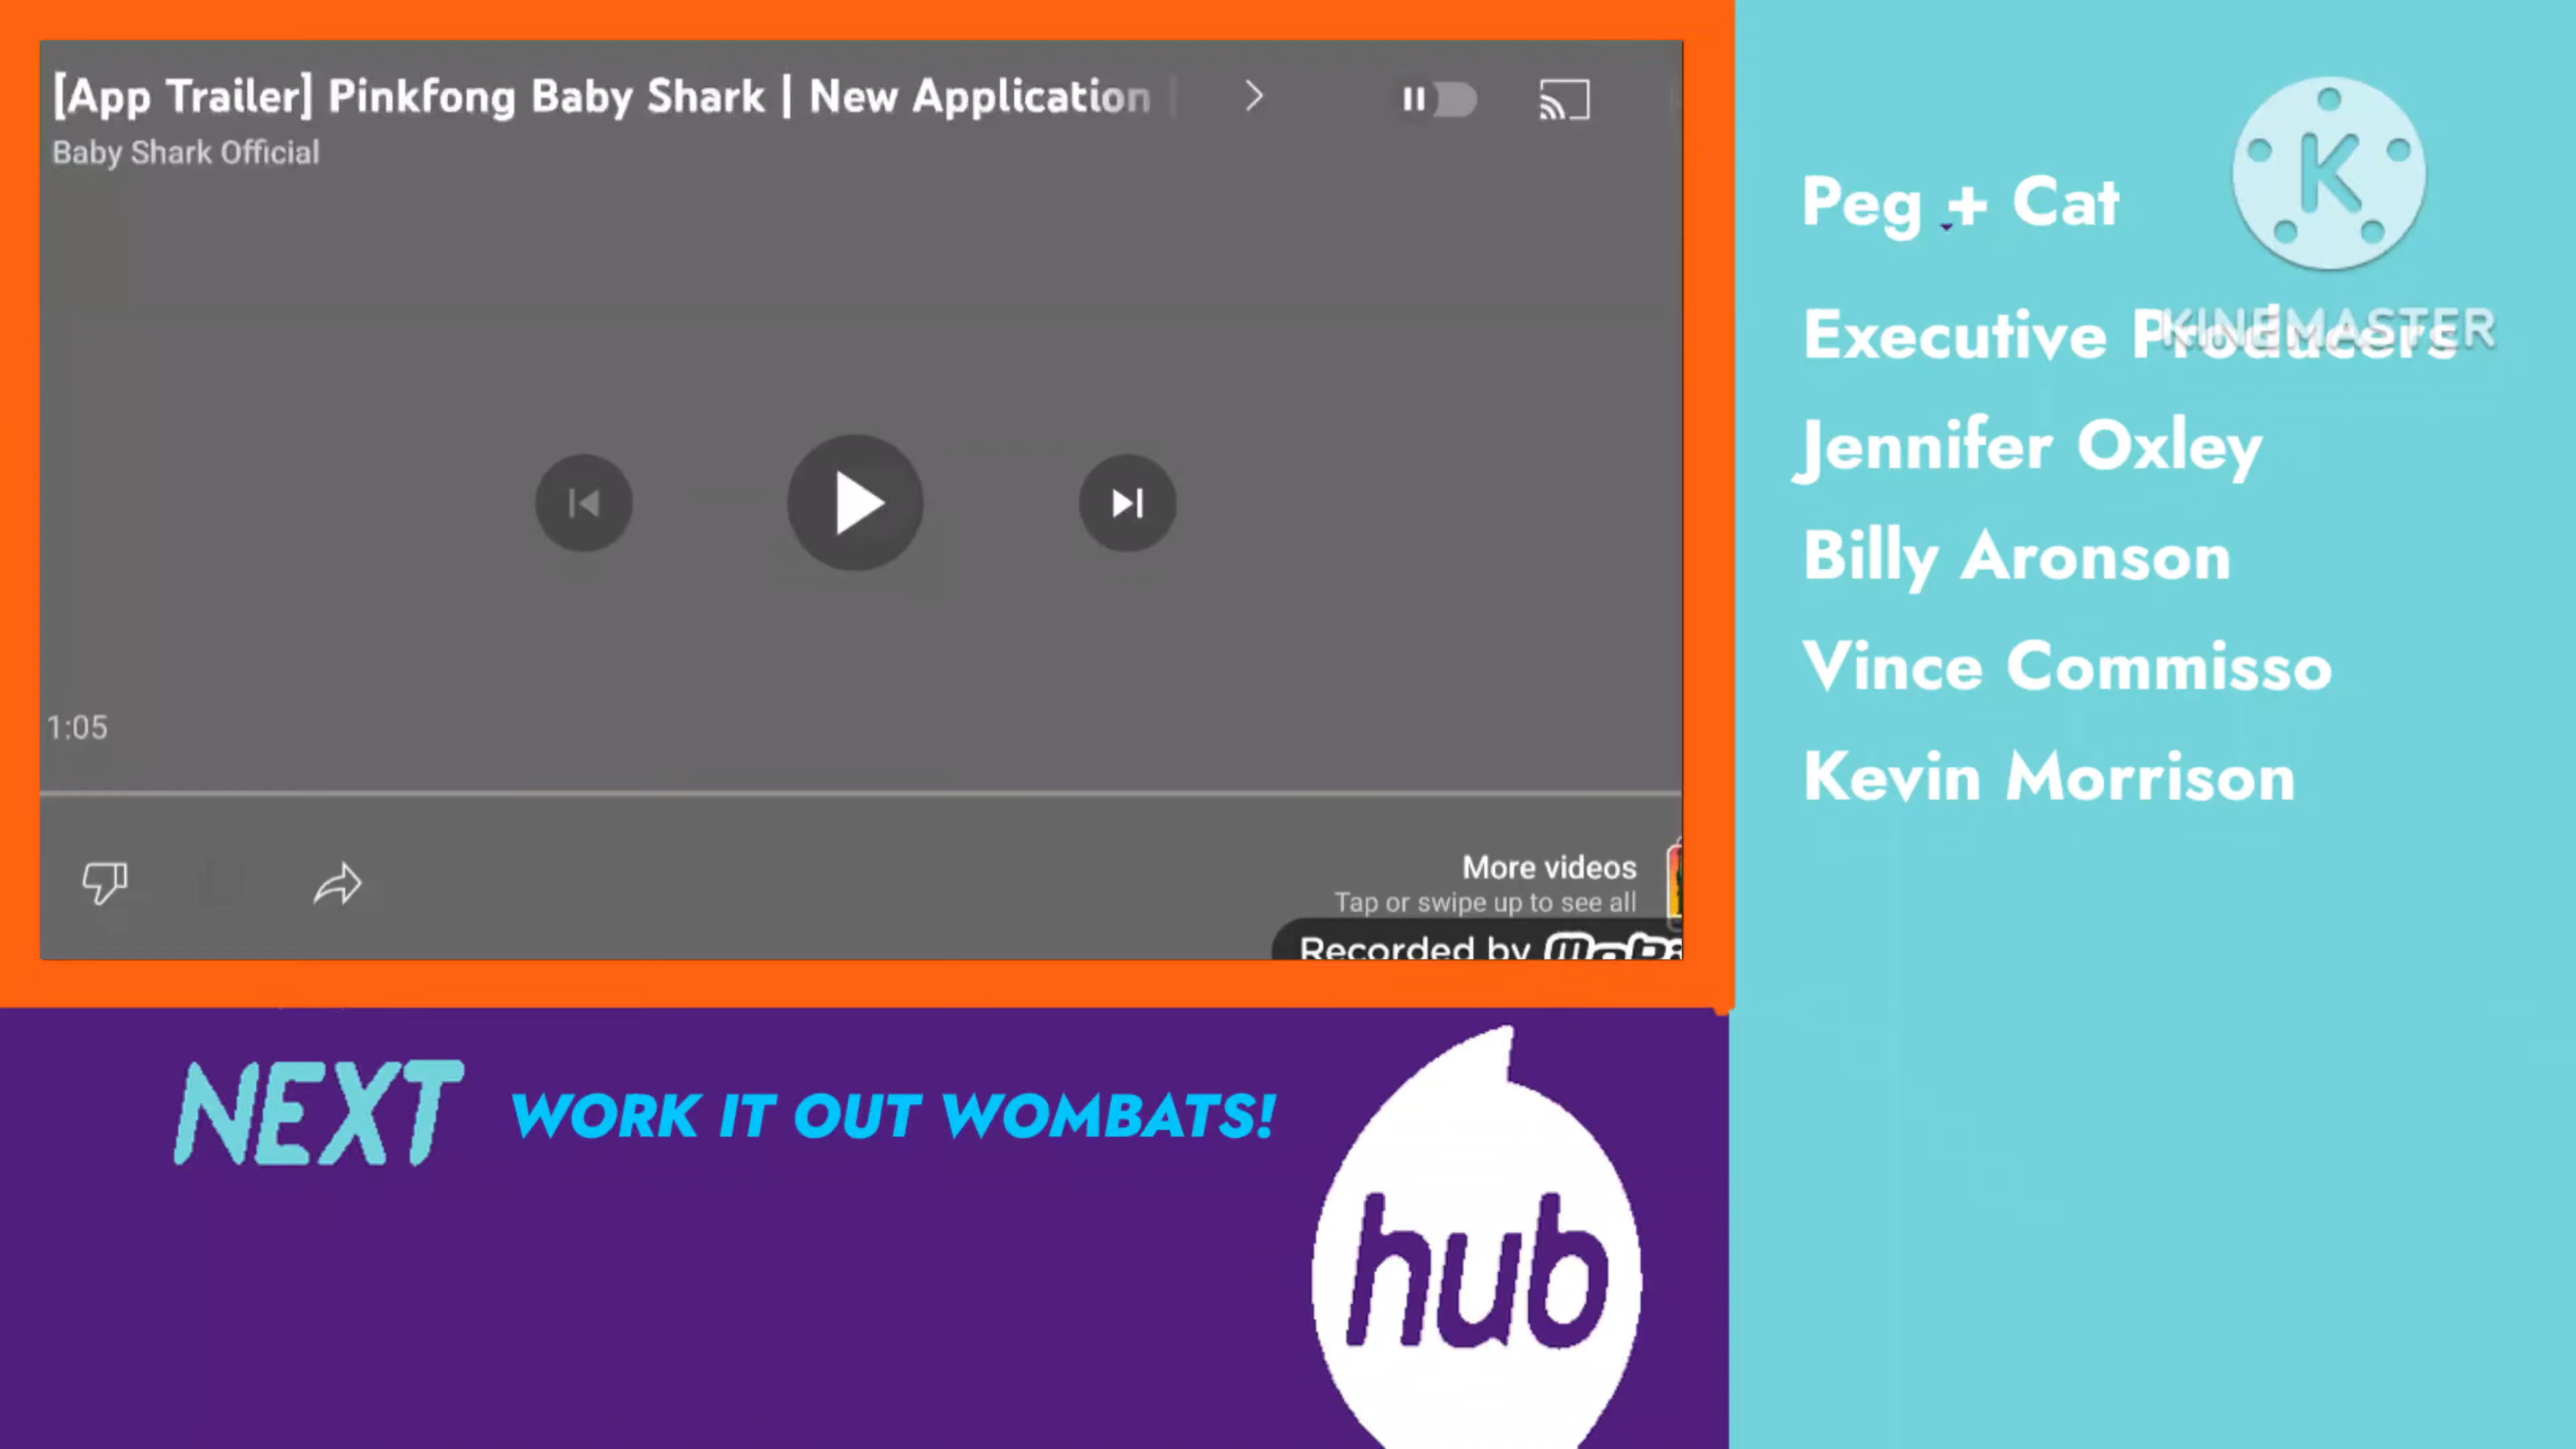 [App Trailer] Pinkfong Baby Shark | New Application
Baby Shark Official
1:05
More videos
Tap or swipe up to see all
Recorded by
Peg + Cat
KINEMASTER
Executive Producers
Jennifer Oxley
Billy Aronson
Vince Commisso
Kevin Morrison
NEXT WORK IT OUT WOMBATS!
hub